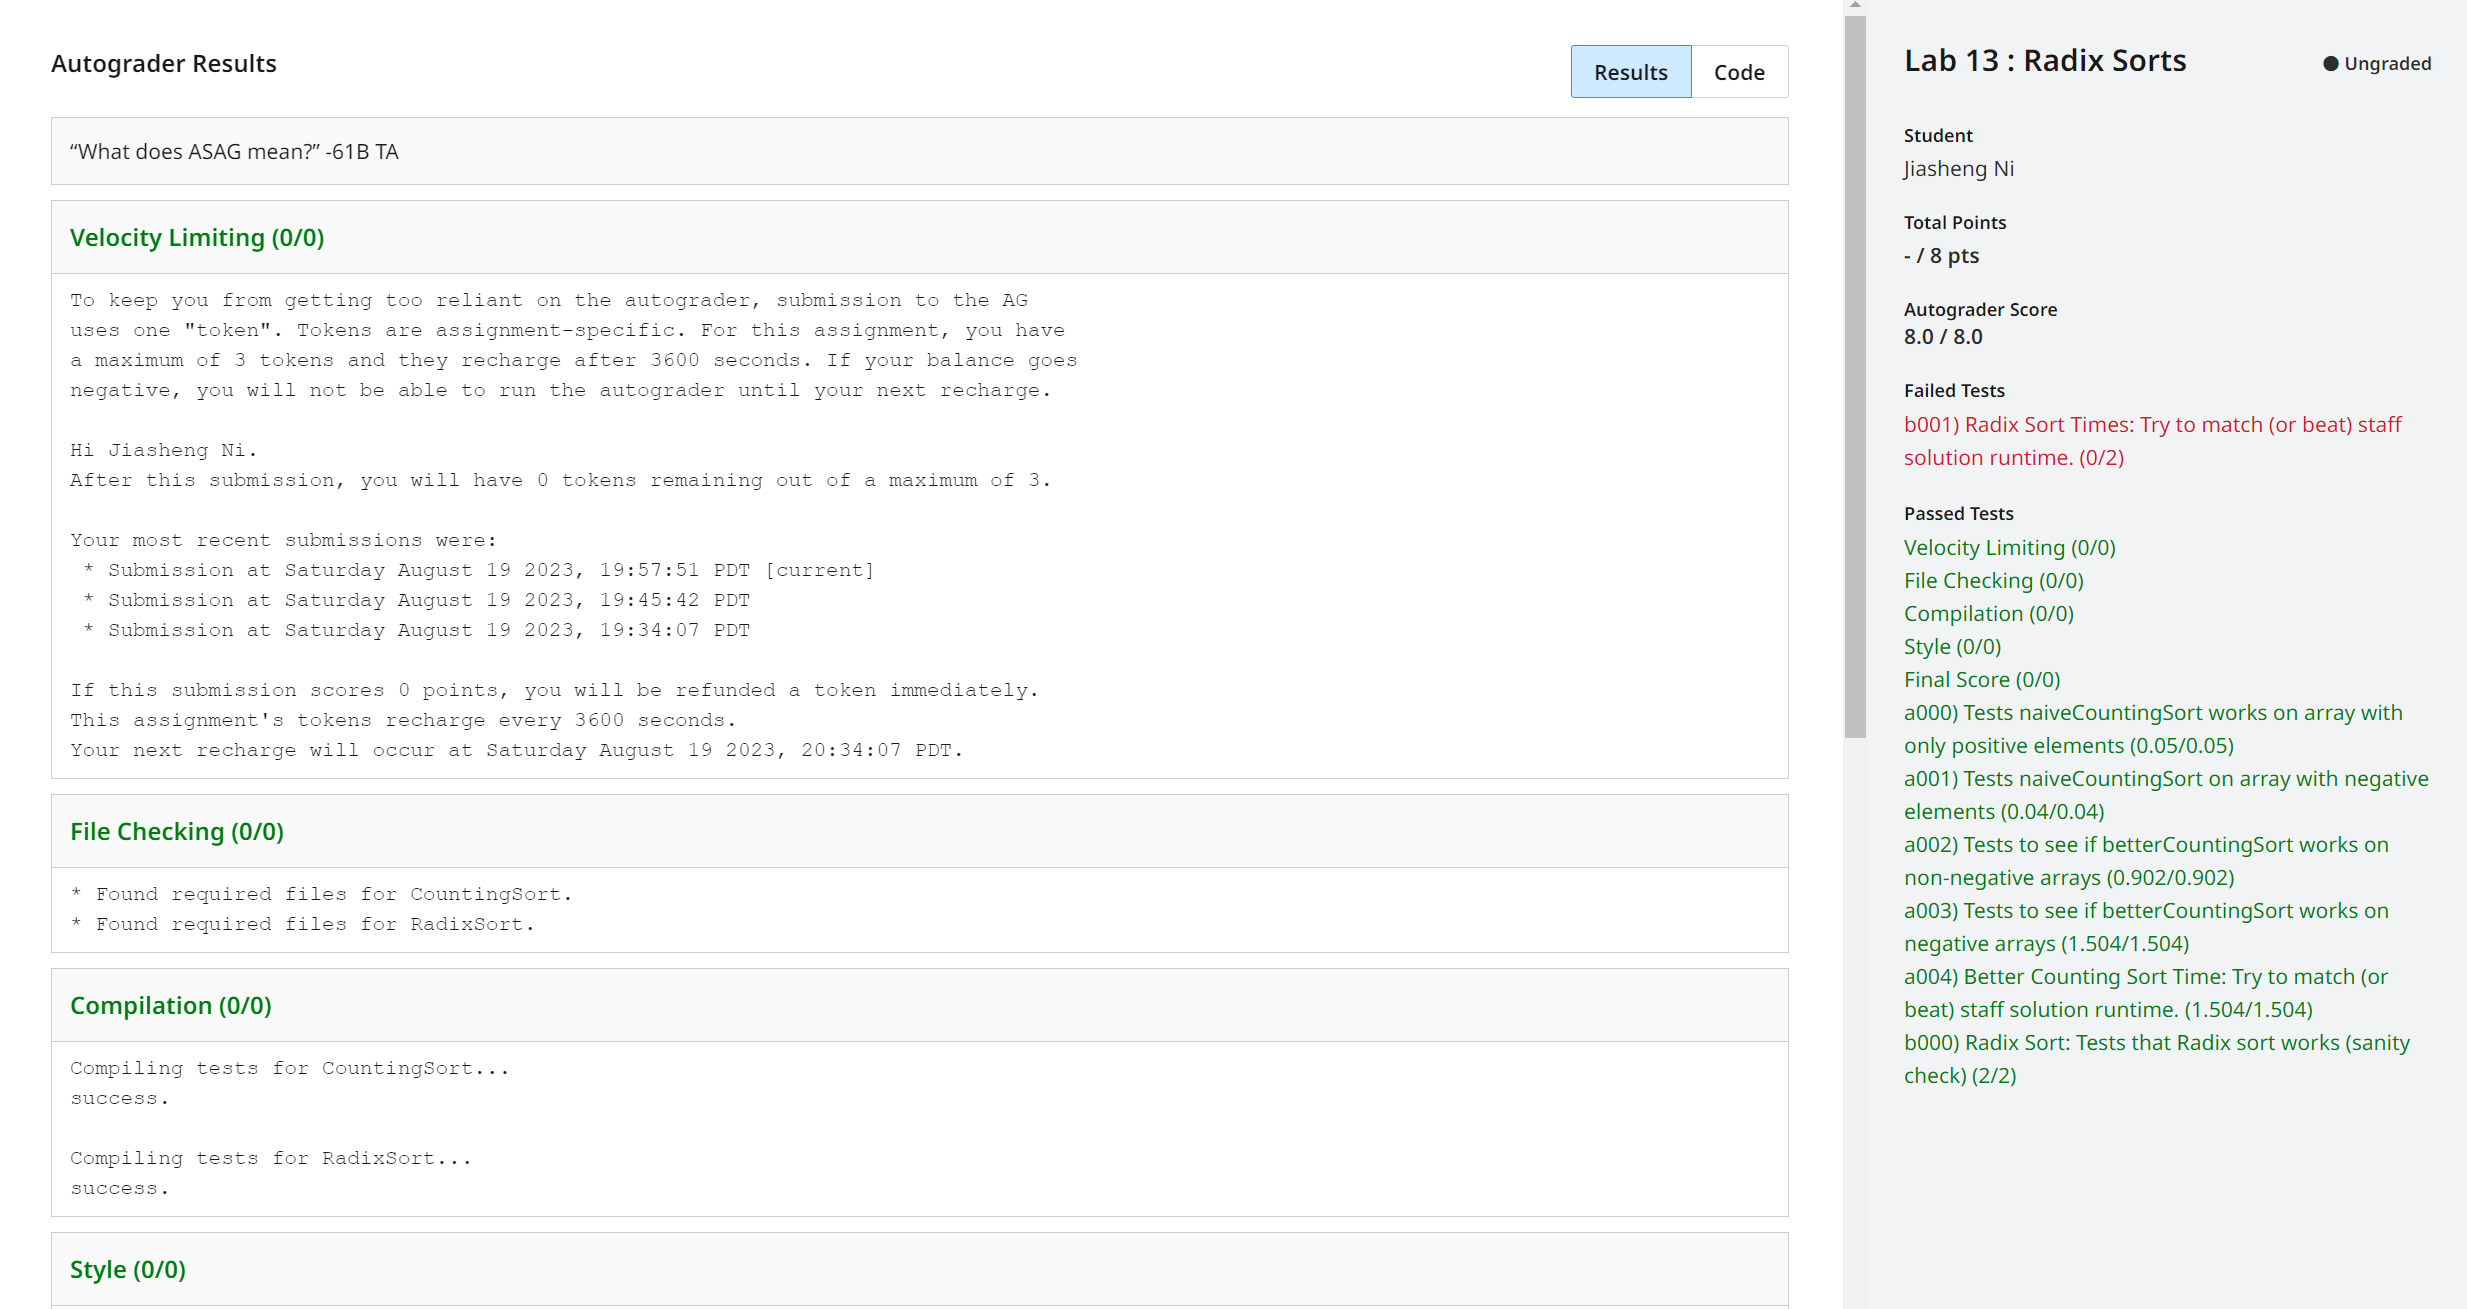 Autograder Results
Results
Code
“What does ASAG mean?” -61B TA
Velocity Limiting (0/0)
To keep you from getting too reliant on the autograder, submission to the AG
uses one "token". Tokens are assignment-specific. For this assignment, you have
a maximum of 3 tokens and they recharge after 3600 seconds. If your balance goes
negative, you will not be able to run the autograder until your next recharge.
Hi Jiasheng Ni.
After this submission, you will have 0 tokens remaining out of a maximum of 3.
Your most recent submissions were:
* Submission at Saturday August 19 2023, 19:57:51 PDT [current]
* Submission at Saturday August 19 2023, 19:45:42 PDT
* Submission at Saturday August 19 2023, 19:34:07 PDT
If this submission scores 0 points, you will be refunded a token immediately.
This assignment's tokens recharge every 3600 seconds.
Your next recharge will occur at Saturday August 19 2023, 20:34:07 PDT.
File Checking (0/0)
* Found required files for CountingSort.
* Found required files for RadixSort.
Compilation (0/0)
Compiling tests for CountingSort...
success.
Compiling tests for RadixSort...
success.
Style (0/0)
Lab 13 : Radix Sorts
Ungraded
Student
Jiasheng Ni
Total Points
- / 8 pts
Autograder Score
8.0 / 8.0
Failed Tests
b001) Radix Sort Times: Try to match (or beat) staff
solution runtime. (0/2)
Passed Tests
Velocity Limiting (0/0)
File Checking (0/0)
Compilation (0/0)
Style (0/0)
Final Score (0/0)
a000) Tests naiveCountingSort works on array with
only positive elements (0.05/0.05)
a001) Tests naiveCountingSort on array with negative
elements (0.04/0.04)
a002) Tests to see if betterCountingSort works on
non-negative arrays (0.902/0.902)
a003) Tests to see if betterCountingSort works on
negative arrays (1.504/1.504)
a004) Better Counting Sort Time: Try to match (or
beat) staff solution runtime. (1.504/1.504)
b000) Radix Sort: Tests that Radix sort works (sanity
check) (2/2)